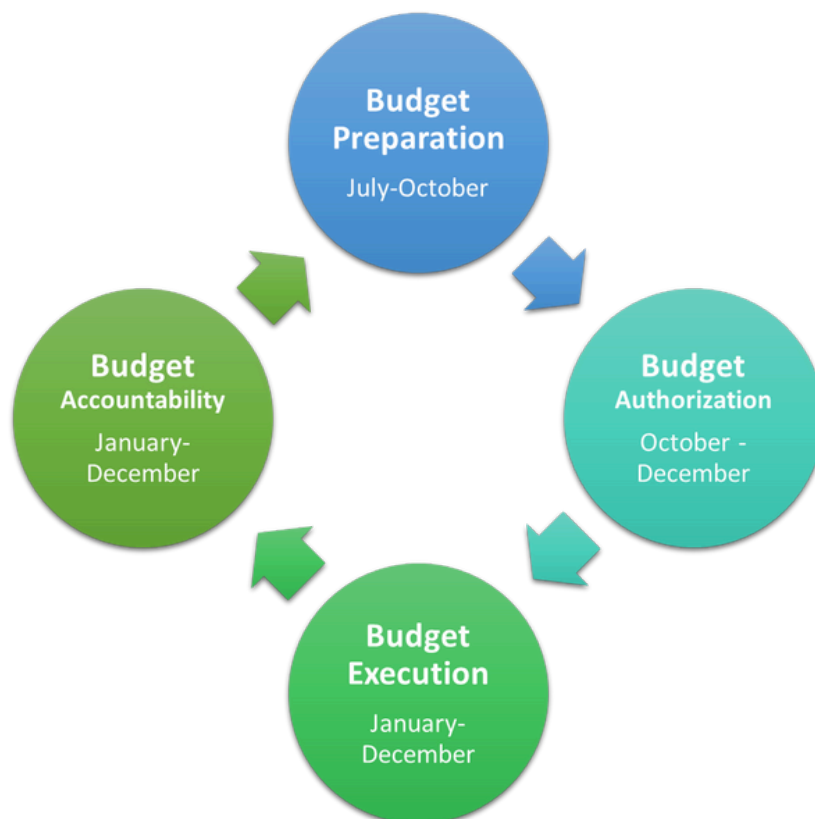 Budget
Preparation
July-October
Budget
Authorization
October -
December
Budget
Execution
January-
December
Budget
Accountability
January-
December